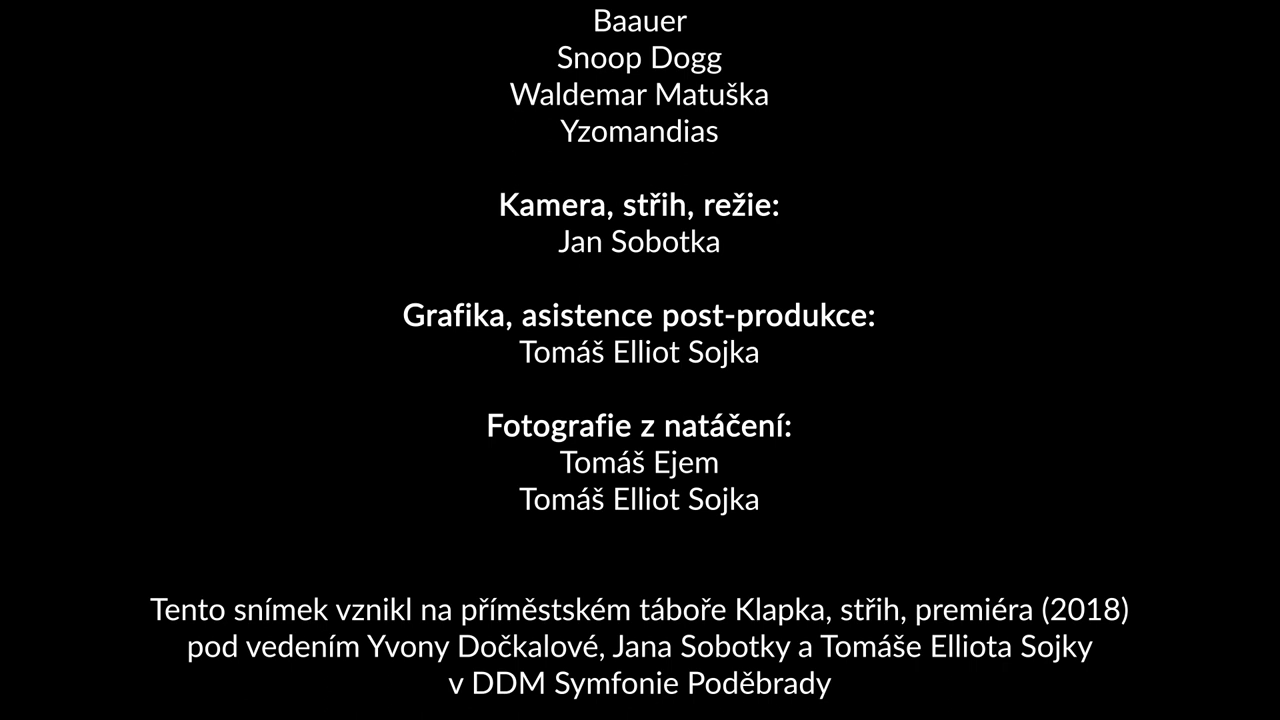 Baauer
Snoop Dogg
Waldemar Matuška
Yzomandias
Kamera, střih, režie:
Jan Sobotka
Grafika, asistence post-produkce:
Tomáš Elliot Sojka
Fotografie z natáčení:
Tomáš Ejem
Tomáš Elliot Sojka
Tento snímek vznikl na příměstském táboře Klapka, střih, premiéra (2018)
pod vedením Yvony Dočkalové, Jana Sobotky a Tomáše Elliota Sojky
v DDM Symfonie Poděbrady